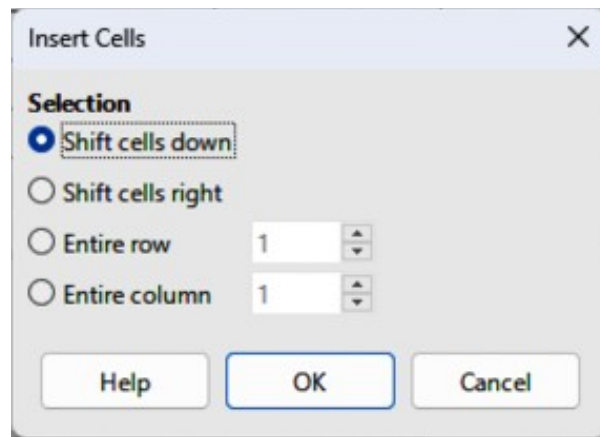 Insert Cells
Selection
Shift cells down
Shift cells right
Entire row 1
Entire column 1
Help OK Cancel